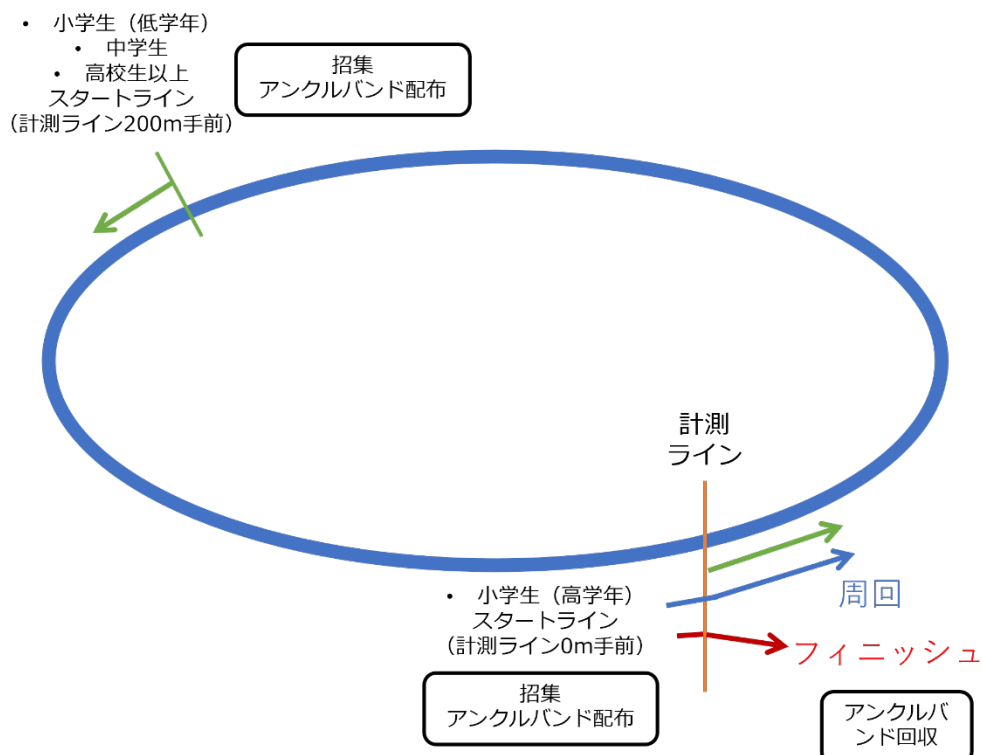 • 小学生（低学年）
• 中学生
• 高校生以上
スタートライン
（計測ライン200m手前）
招集
アンクルバンド配布
計測
ライン
• 小学生（高学年）
スタートライン
（計測ライン0m手前）
周回
フィニッシュ
招集
アンクルバンド配布
アンクルバ
ンド回収